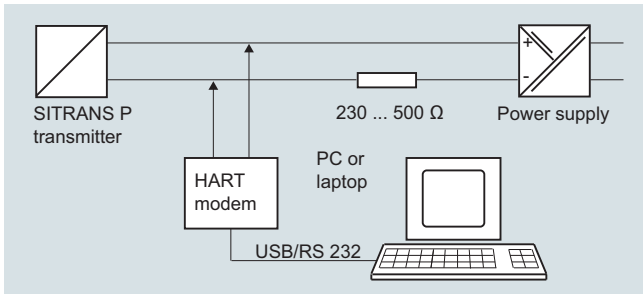 +
-
SITRANS P
transmitter
230 ... 500 Ω
Power supply
HART
modem
PC or
laptop
USB/RS 232